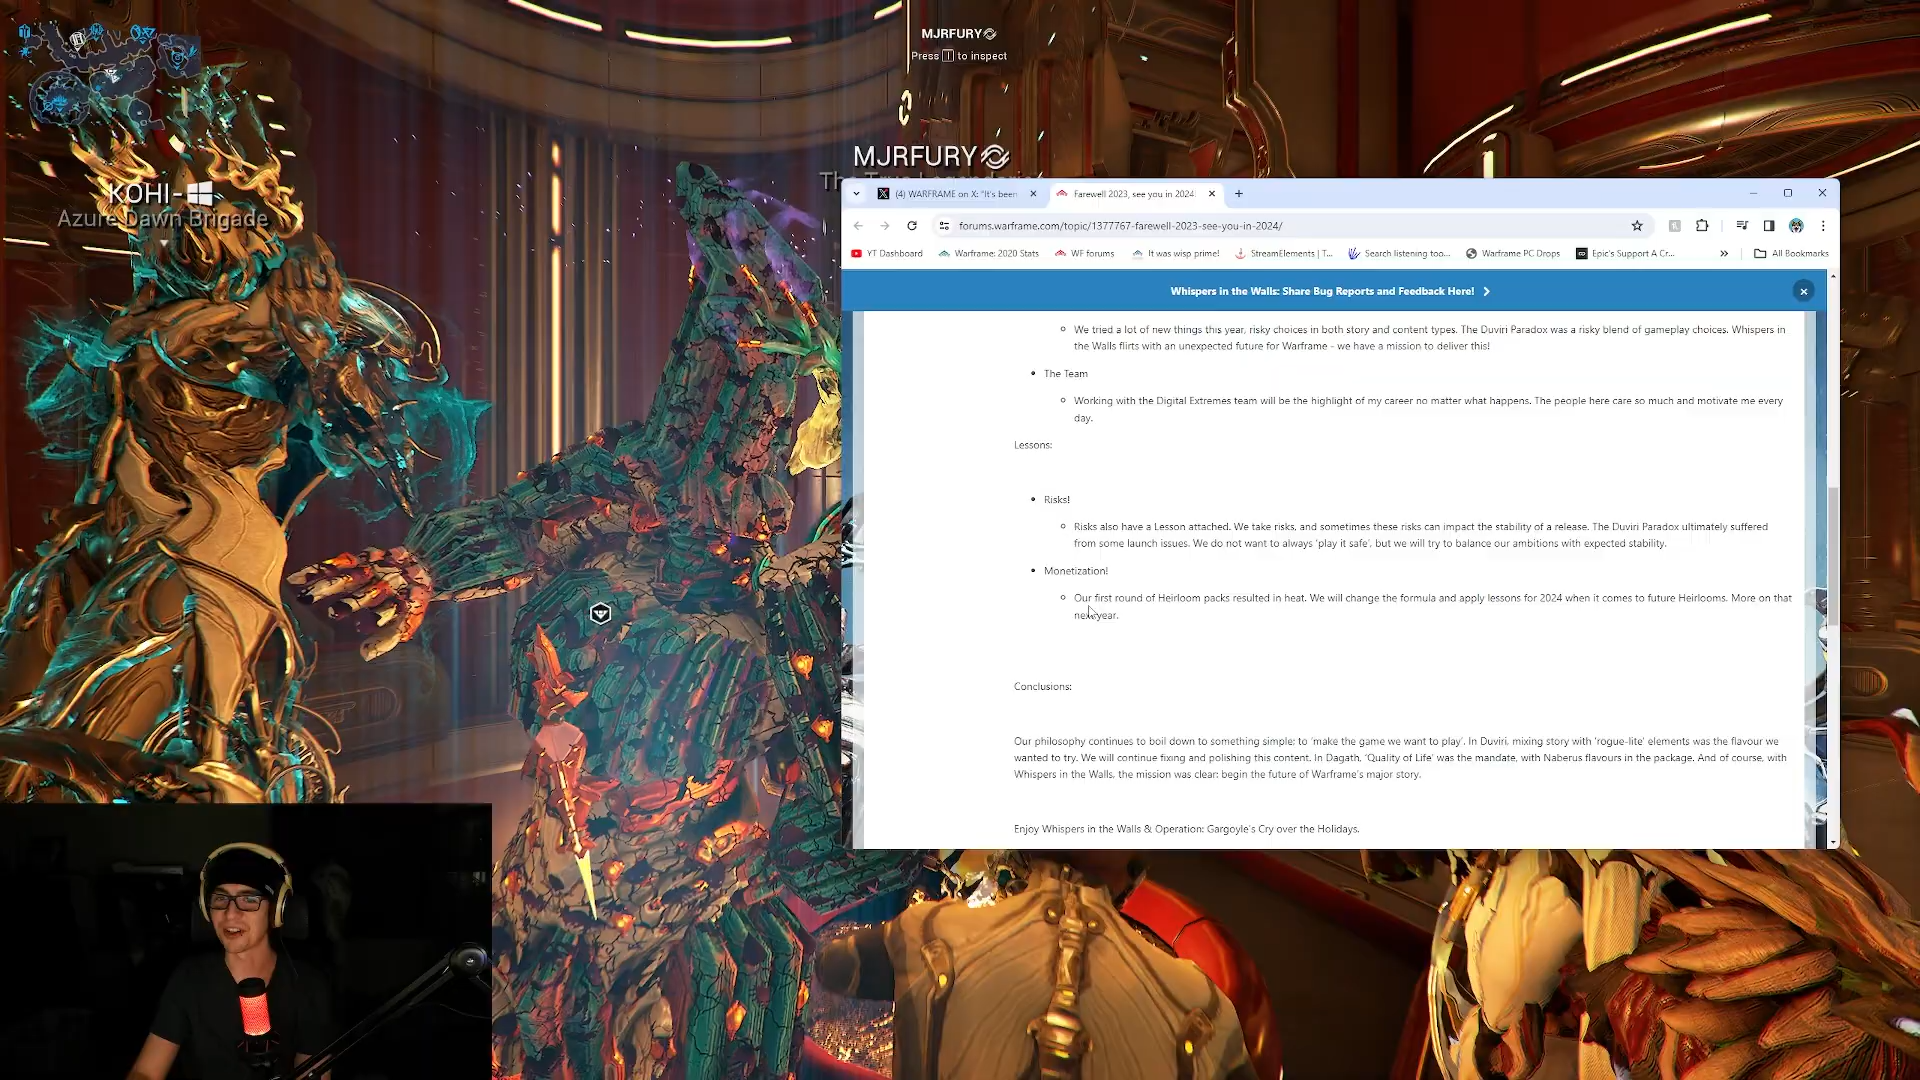 MJRFURY
Press I to inspect
MJRFURY
KOHI-
Azure Dawn Brigade
(4) WARFRAME on X: "It's been
Farewell 2023, see you in 2024
forums.warframe.com/topic/1377767-farewell-2023-see-you-in-2024/
YT Dashboard
Warframe: 2020 Stats
WF forums
It was wisp prime!
StreamElements | T...
Search listening too...
Warframe PC Drops
Epic's Support A Cr...
All Bookmarks
Whispers in the Walls: Share Bug Reports and Feedback Here!
We tried a lot of new things this year, risky choices in both story and content types. The Duviri Paradox was a risky blend of gameplay choices. Whispers in
the Walls flirts with an unexpected future for Warframe - we have a mission to deliver this!
The Team
Working with the Digital Extremes team will be the highlight of my career no matter what happens. The people here care so much and motivate me every
day.
Lessons:
Risks!
Risks also have a Lesson attached. We take risks, and sometimes these risks can impact the stability of a release. The Duviri Paradox ultimately suffered
from some launch issues. We do not want to always 'play it safe', but we will try to balance our ambitions with expected stability.
Monetization!
Our first round of Heirloom packs resulted in heat. We will change the formula and apply lessons for 2024 when it comes to future Heirlooms. More on that
next year.
Conclusions:
Our philosophy continues to boil down to something simple: to 'make the game we want to play'. In Duviri, mixing story with 'rogue-lite' elements was the flavour we
wanted to try. We will continue fixing and polishing this content. In Dagath, 'Quality of Life' was the mandate, with Naberus flavours in the package. And of course, with
Whispers in the Walls, the mission was clear: begin the future of Warframe's major story.
Enjoy Whispers in the Walls & Operation: Gargoyle's Cry over the Holidays.